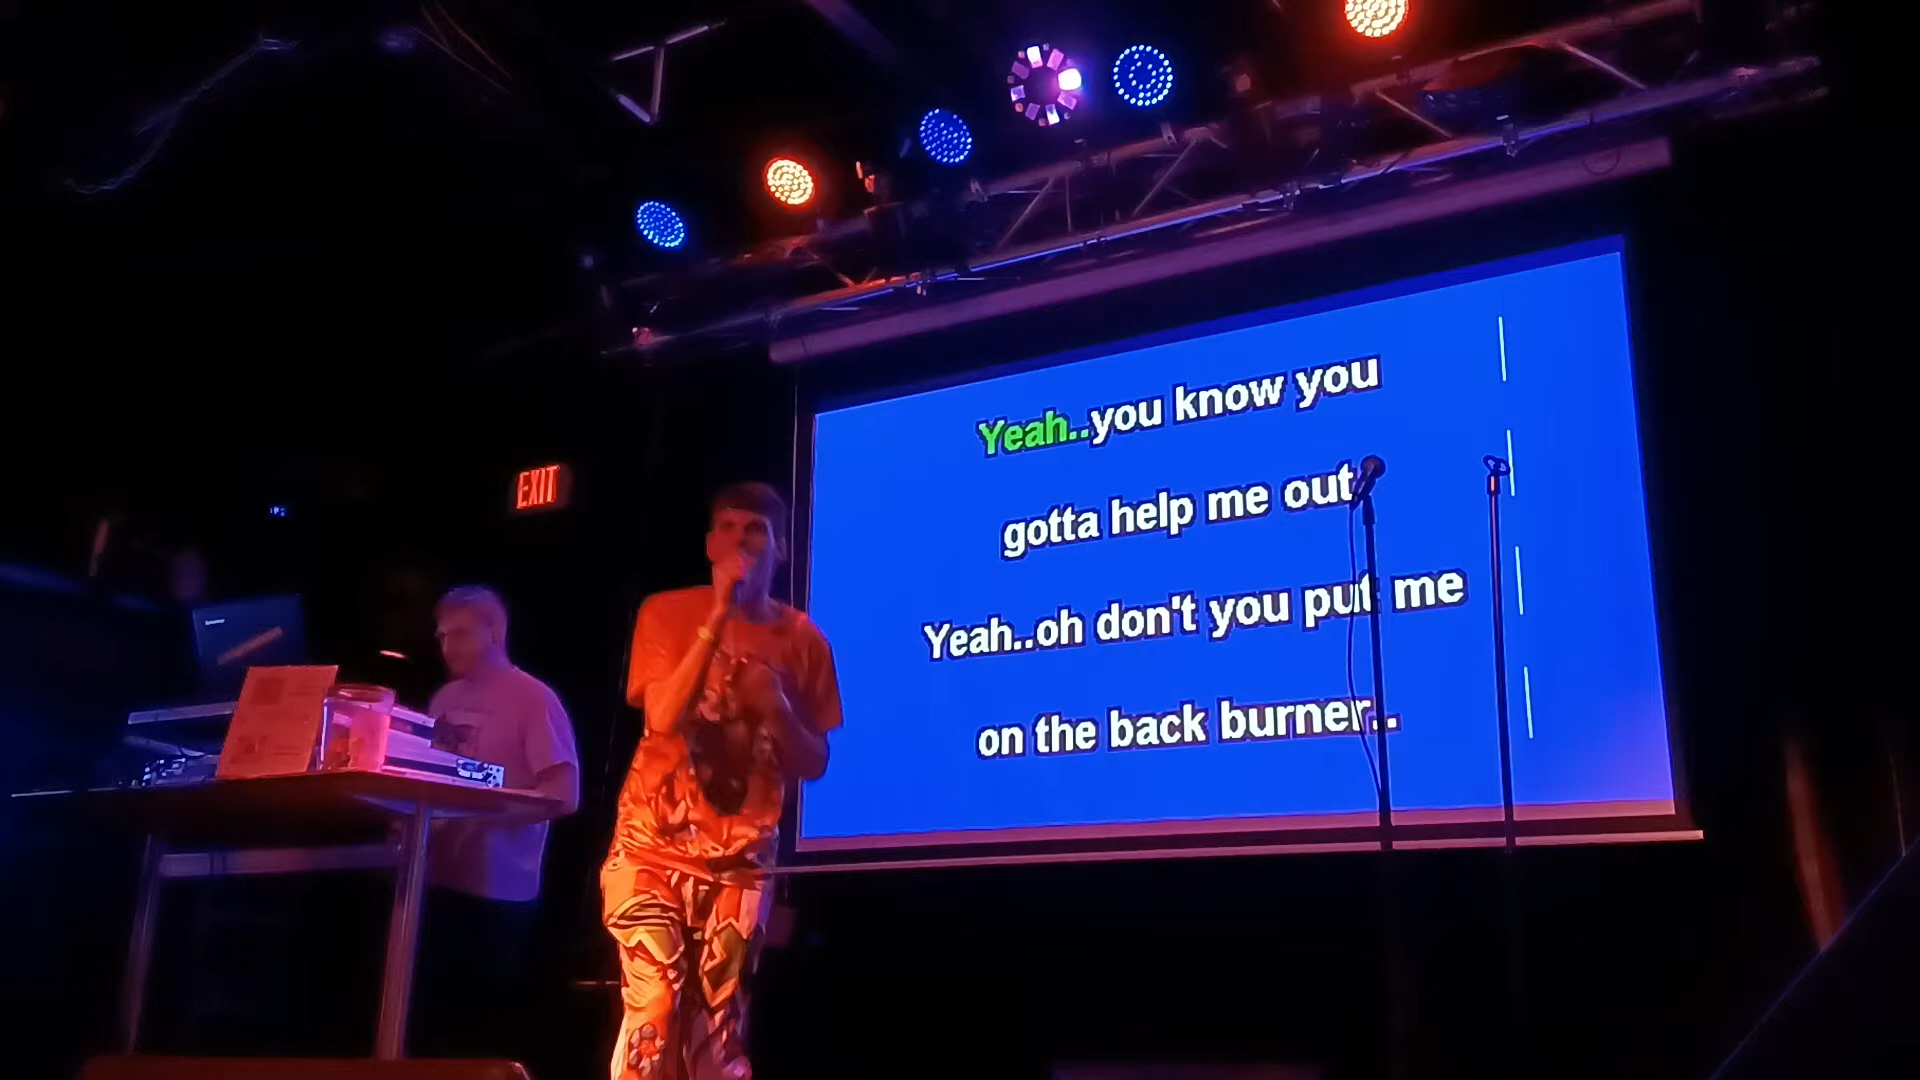 Yeah..you know you
gotta help me out
Yeah..oh don't you put me
on the back burner..
EXIT